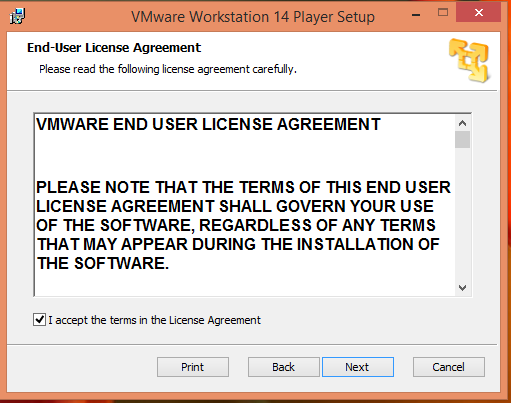 VMware Workstation 14 Player Setup
End-User License Agreement
Please read the following license agreement carefully.
VMWARE END USER LICENSE AGREEMENT
PLEASE NOTE THAT THE TERMS OF THIS END USER
LICENSE AGREEMENT SHALL GOVERN YOUR USE
OF THE SOFTWARE, REGARDLESS OF ANY TERMS
THAT MAY APPEAR DURING THE INSTALLATION OF
THE SOFTWARE.
I accept the terms in the License Agreement
Print Back Next Cancel